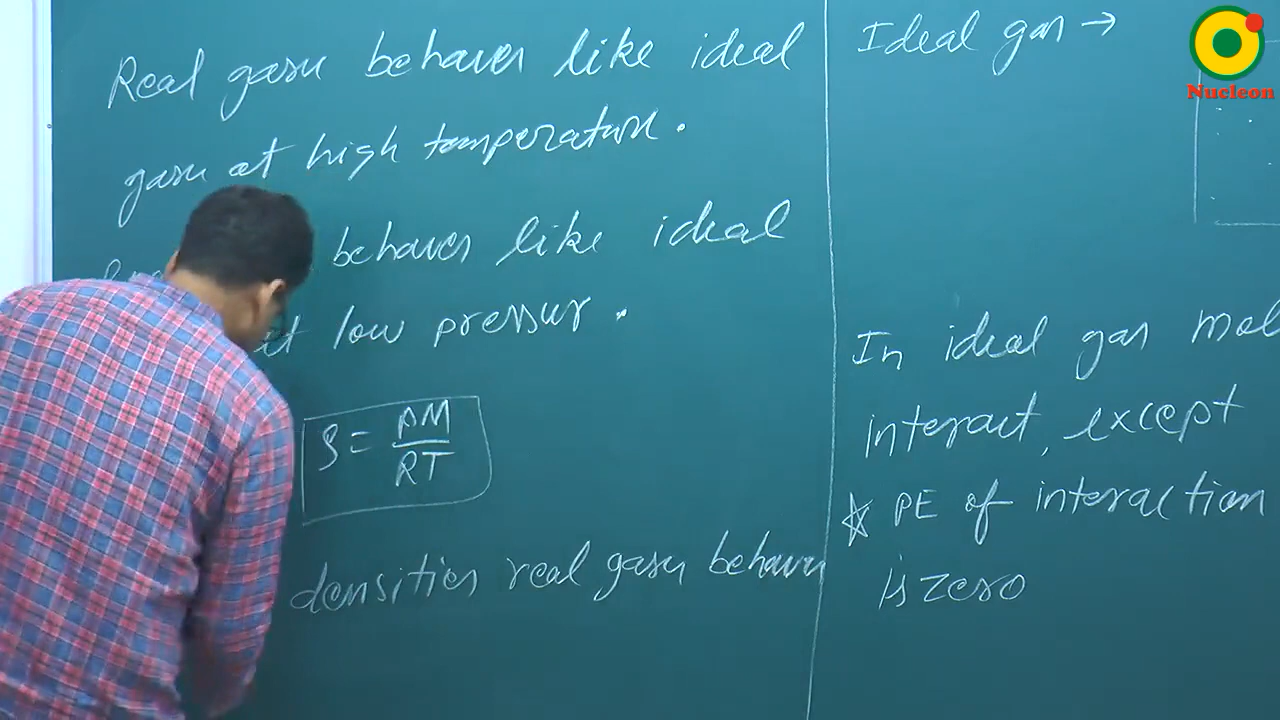 Real gases behaves like ideal
gases at high temperature.
behaves like ideal
at low pressure.
ρ = PM
RT
densities real gases behaves
Ideal gas →
In ideal gas mol
interact, except
☆ PE of interaction
is zero
Nucleon